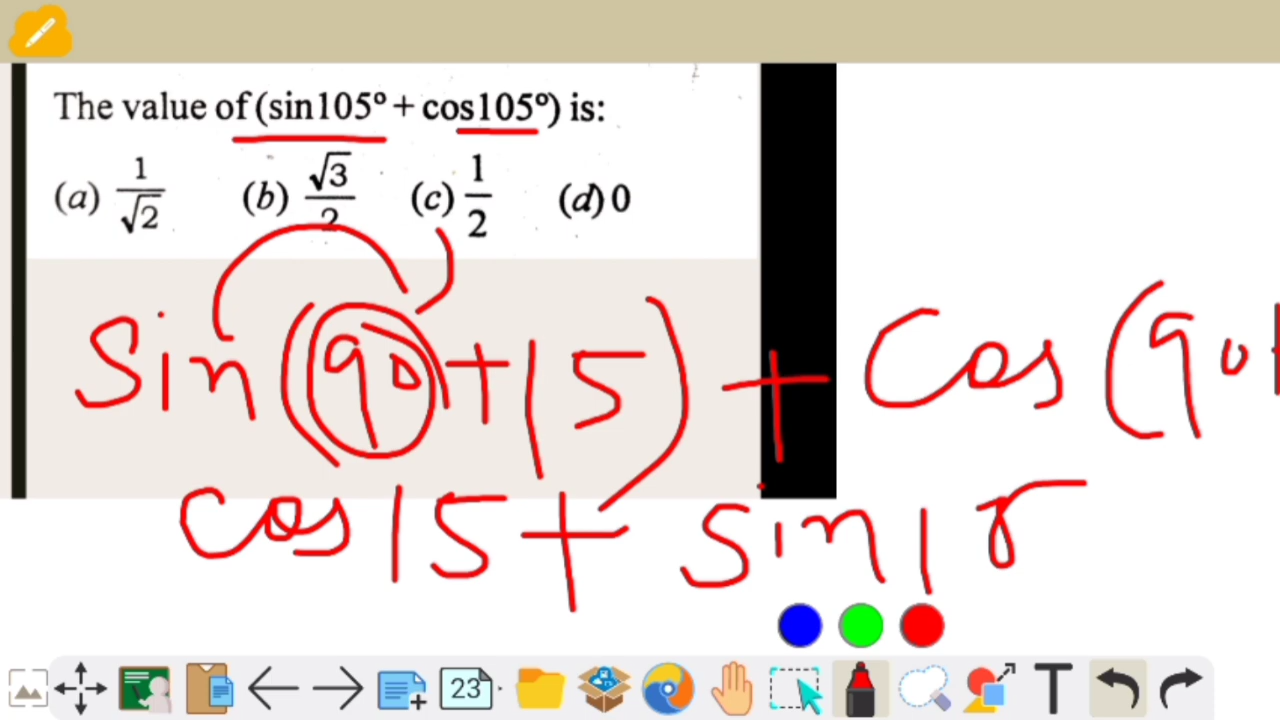 The value of (sin105° + cos105°) is:
(a) 1/√2 (b) √3/2 (c) 1/2 (d) 0
Sin(90+15) + Cos(90+
cos15+ sin15
23
T